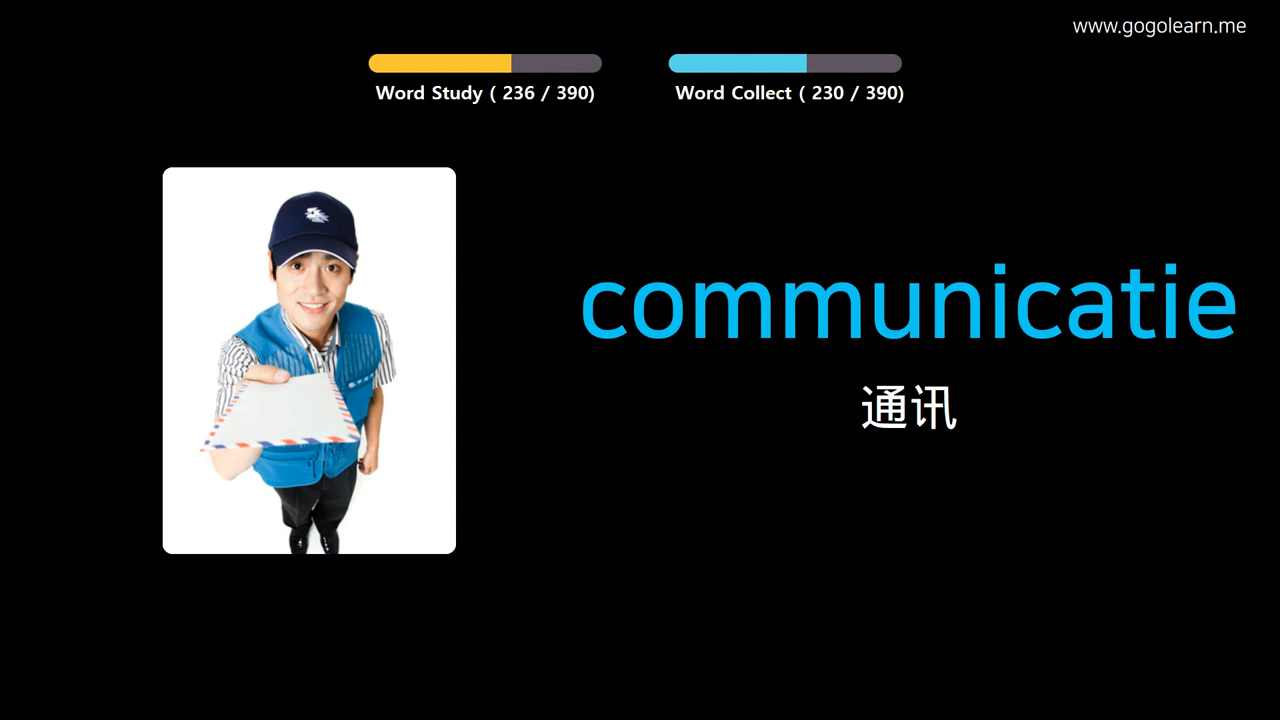 www.gogolearn.me
Word Study ( 236 / 390)
Word Collect ( 230 / 390)
communicatie
通讯